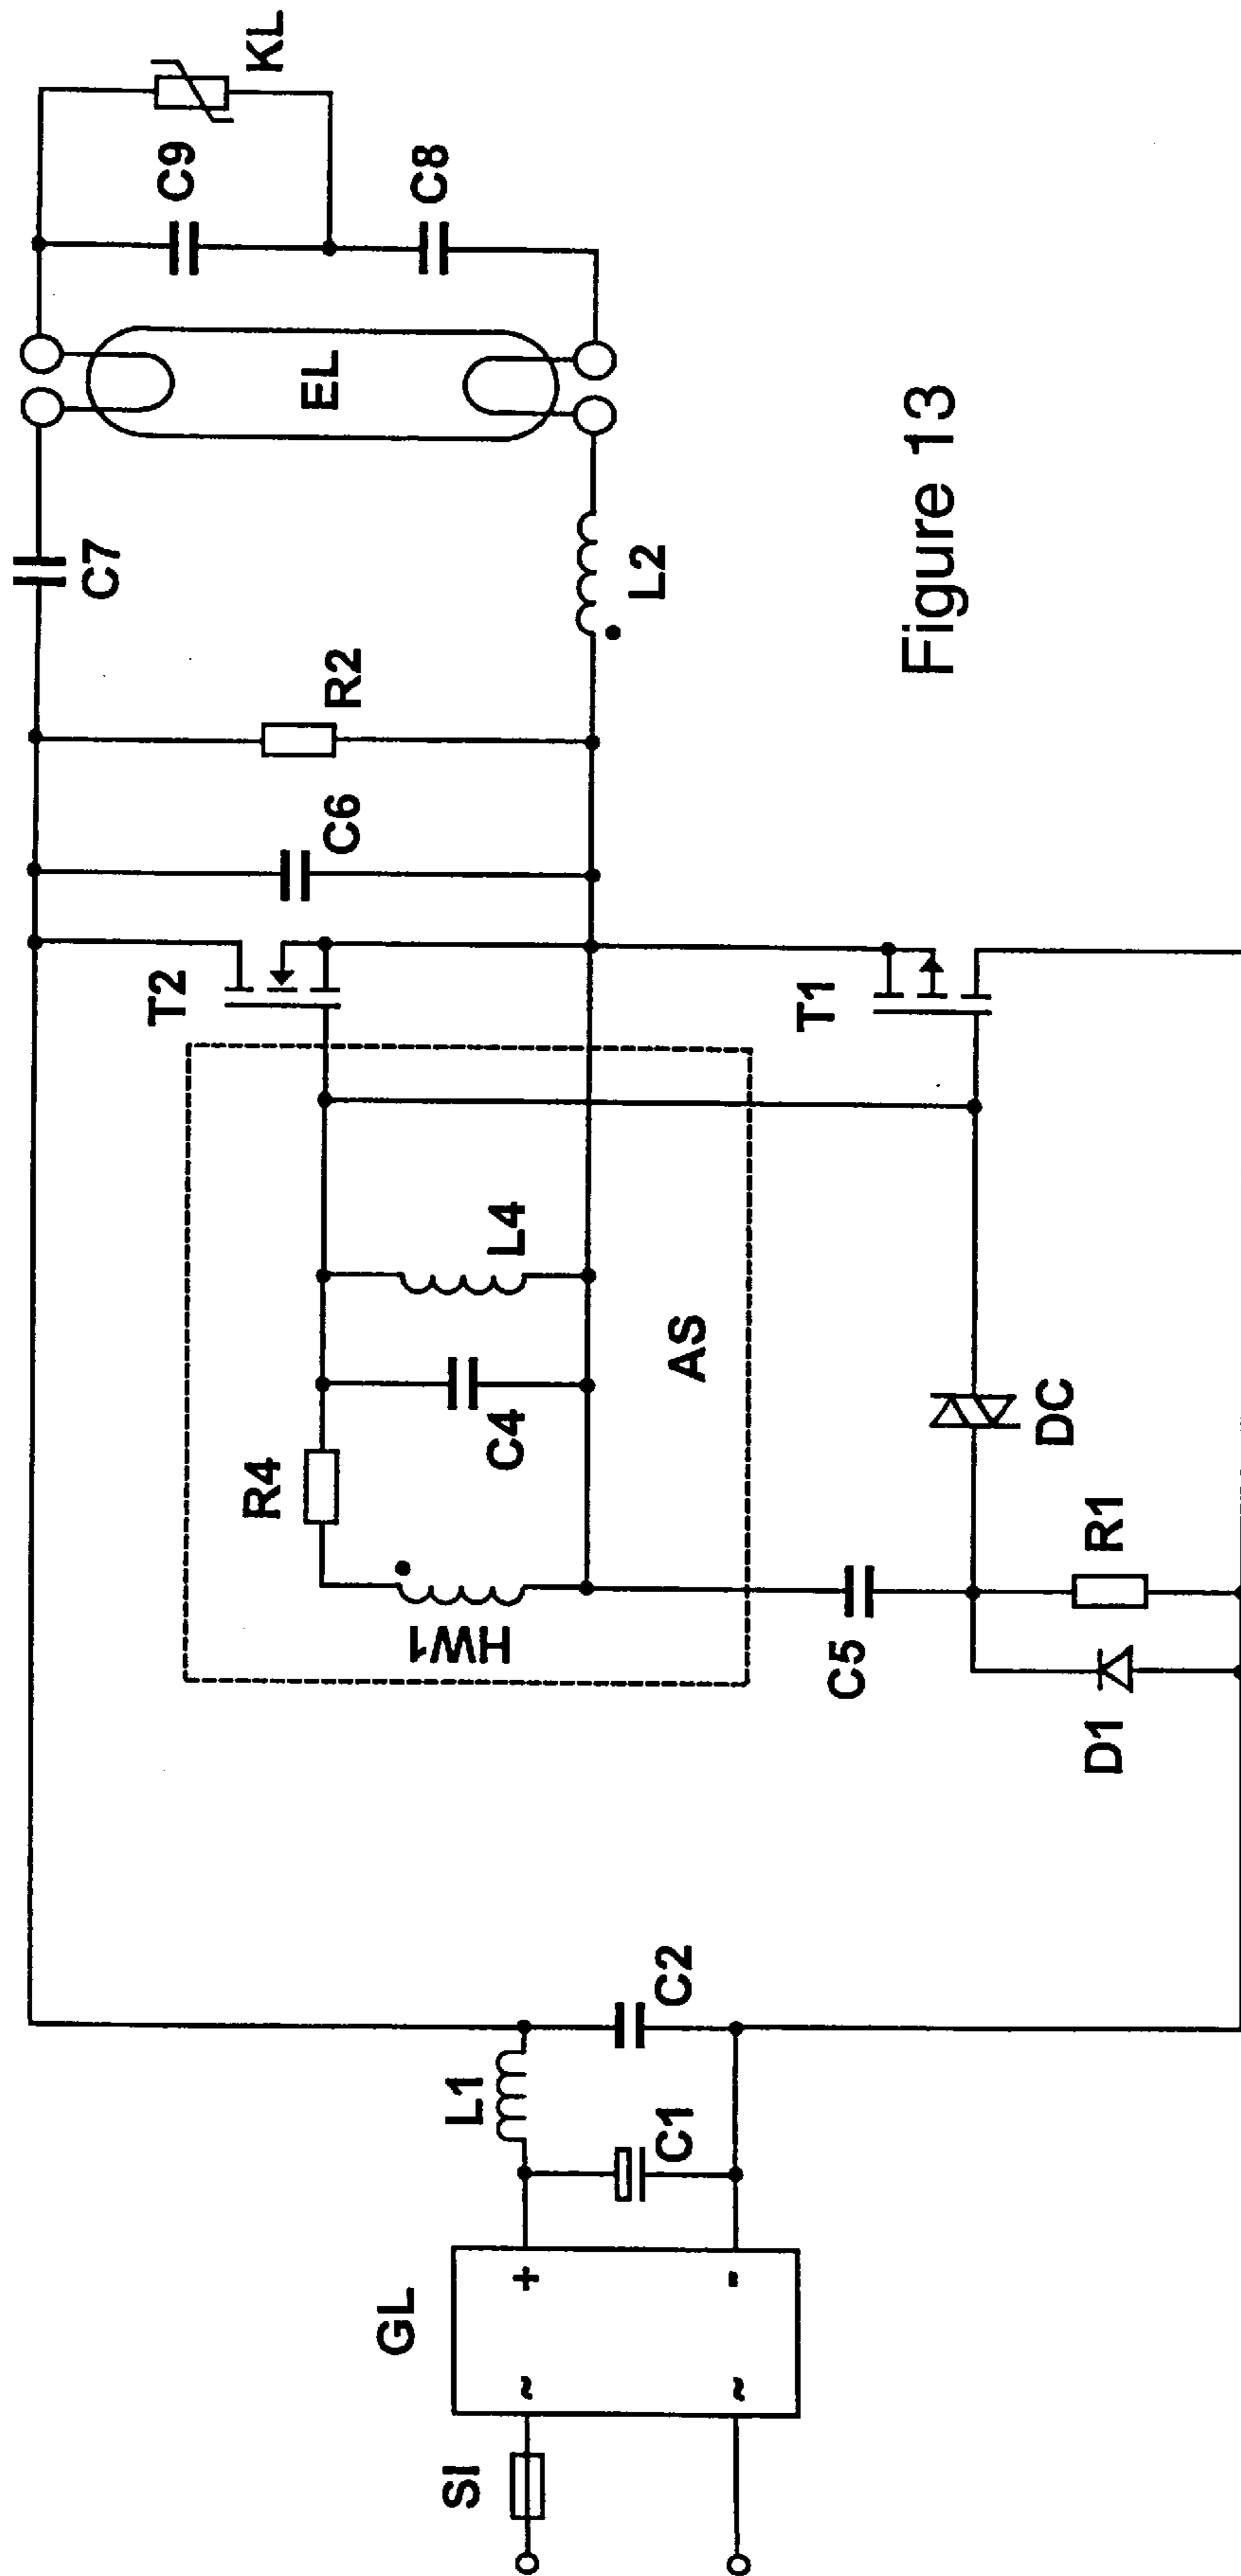 SI
GL
~
~
+
-
L1
C1
C2
HW1
R4
C4
L4
AS
C5
D1
R1
DC
T2
T1
C6
R2
C7
L2
EL
C9
C8
KL
Figure 13